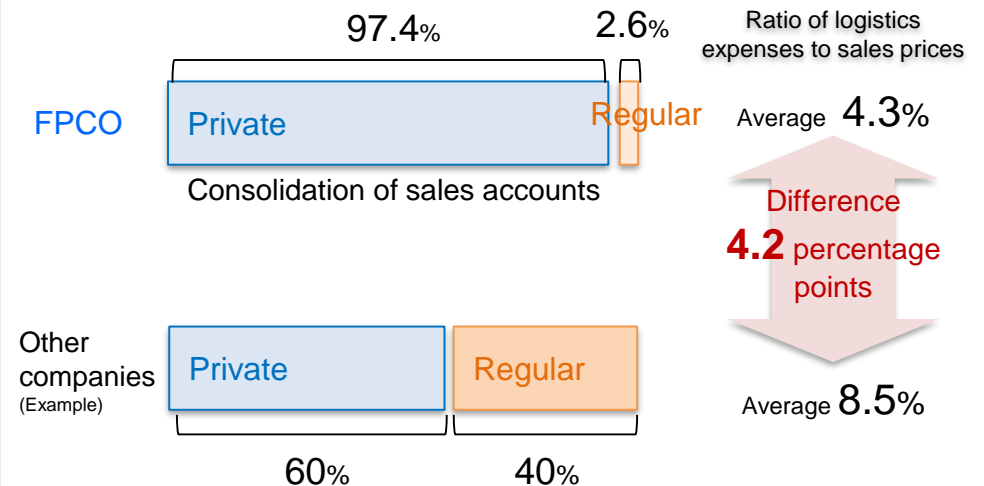 97.4%
2.6%
Ratio of logistics
expenses to sales prices
FPCO
Private
Regular
Average 4.3%
Consolidation of sales accounts
Difference
4.2 percentage
points
Other
companies
(Example)
Private
Regular
Average 8.5%
60%
40%